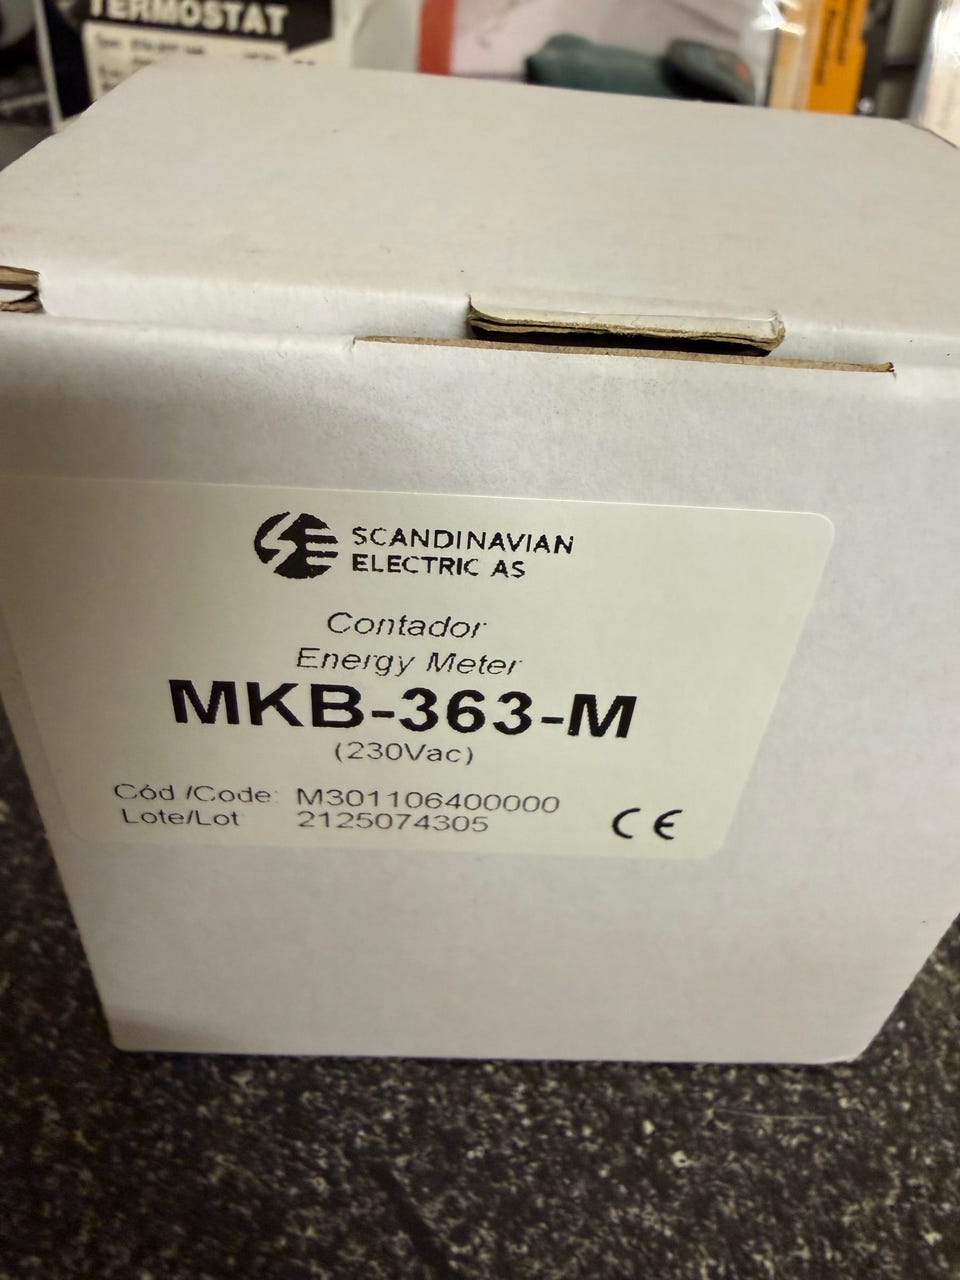 TERMOSTAT
SCANDINAVIAN
ELECTRIC AS
Contador
Energy Meter
MKB-363-M
(230Vac)
Cód /Code: M301106400000
Lote/Lot 2125074305
CE